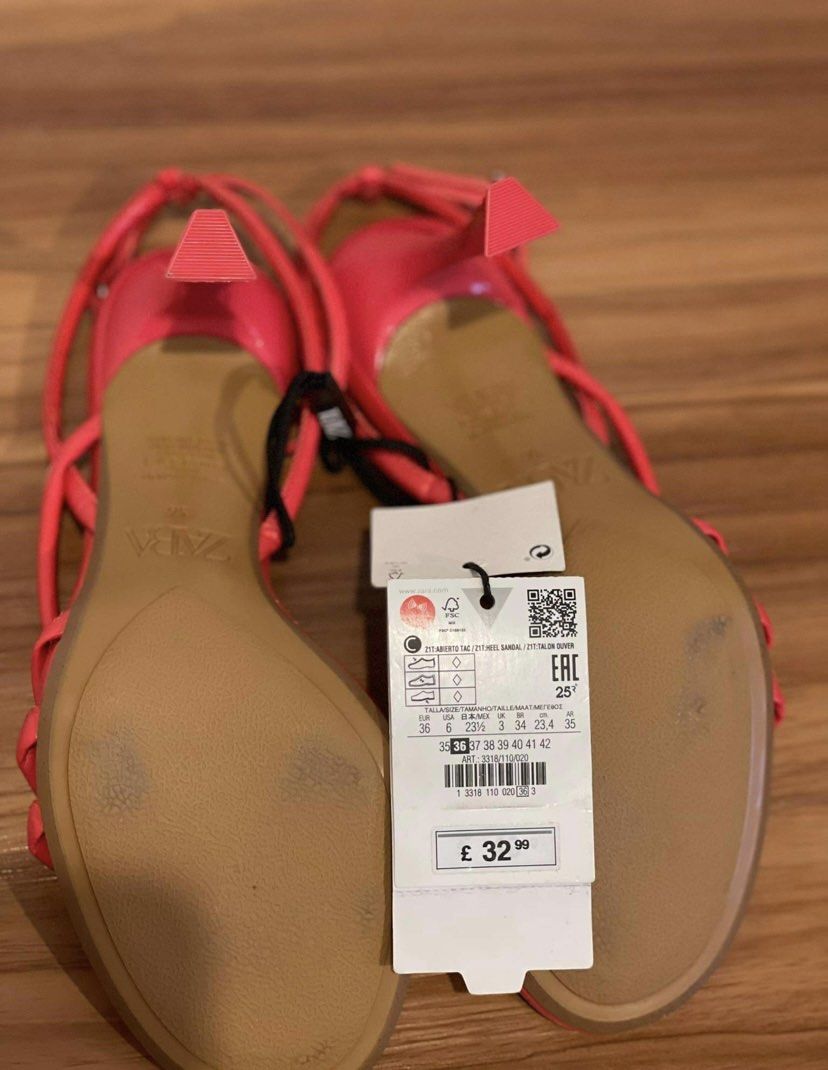 ZARA
www.zara.com
FSC
MIX
C Z1T:ABIERTO TAC / Z1T:HEEL SANDAL / Z1T:TALON OUVER
EAC
TALLA/SIZE/TAMANHO/TAILLE/MAAT/ΜΕΓΕΘΟΣ
EUR USA 日本/MEX UK BR cm. AR
36 6 23½ 3 34 23,4 35
35 36 37 38 39 40 41 42
ART.: 3318/110/020
1 3318 110 020 36 3
£ 32 99